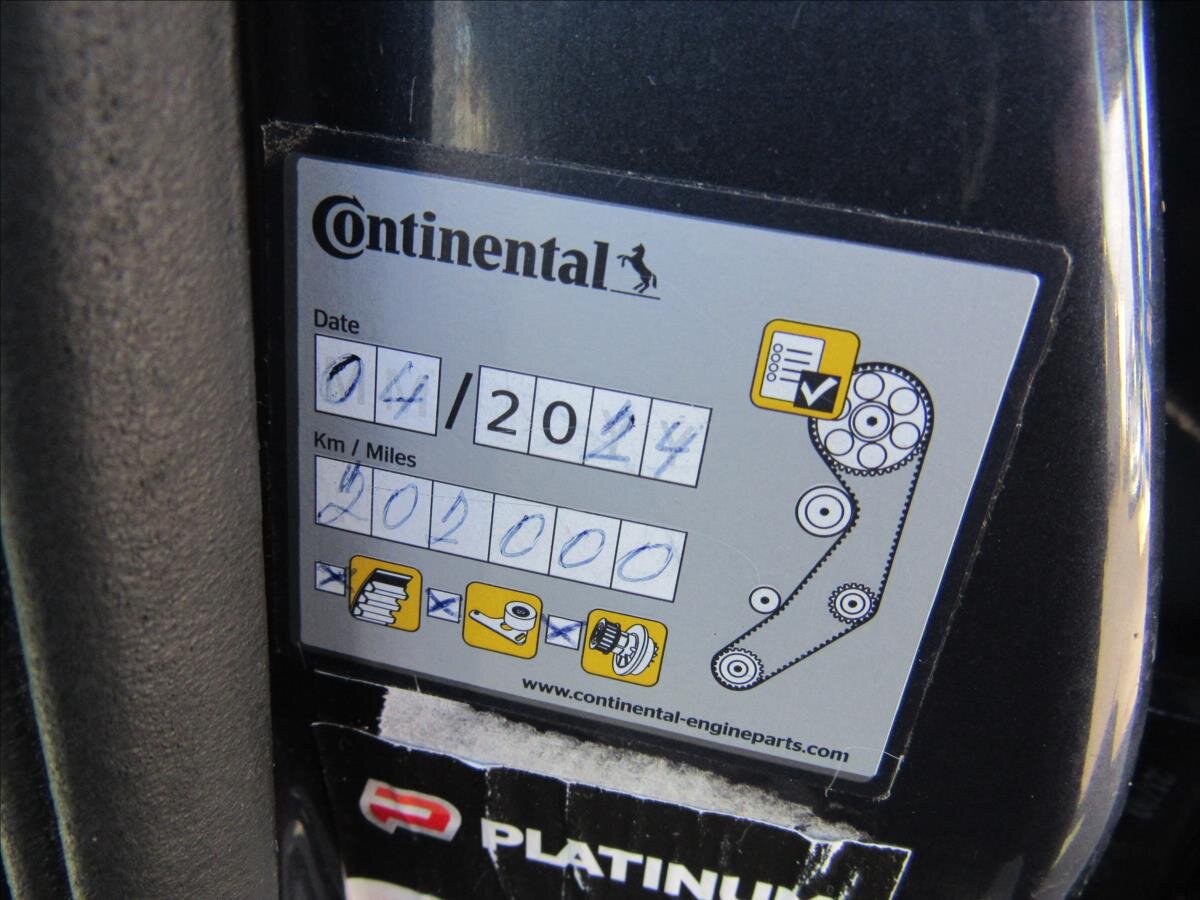 Continental
Date
04/2024
Km / Miles
202000
www.continental-engineparts.com
PLATINUM